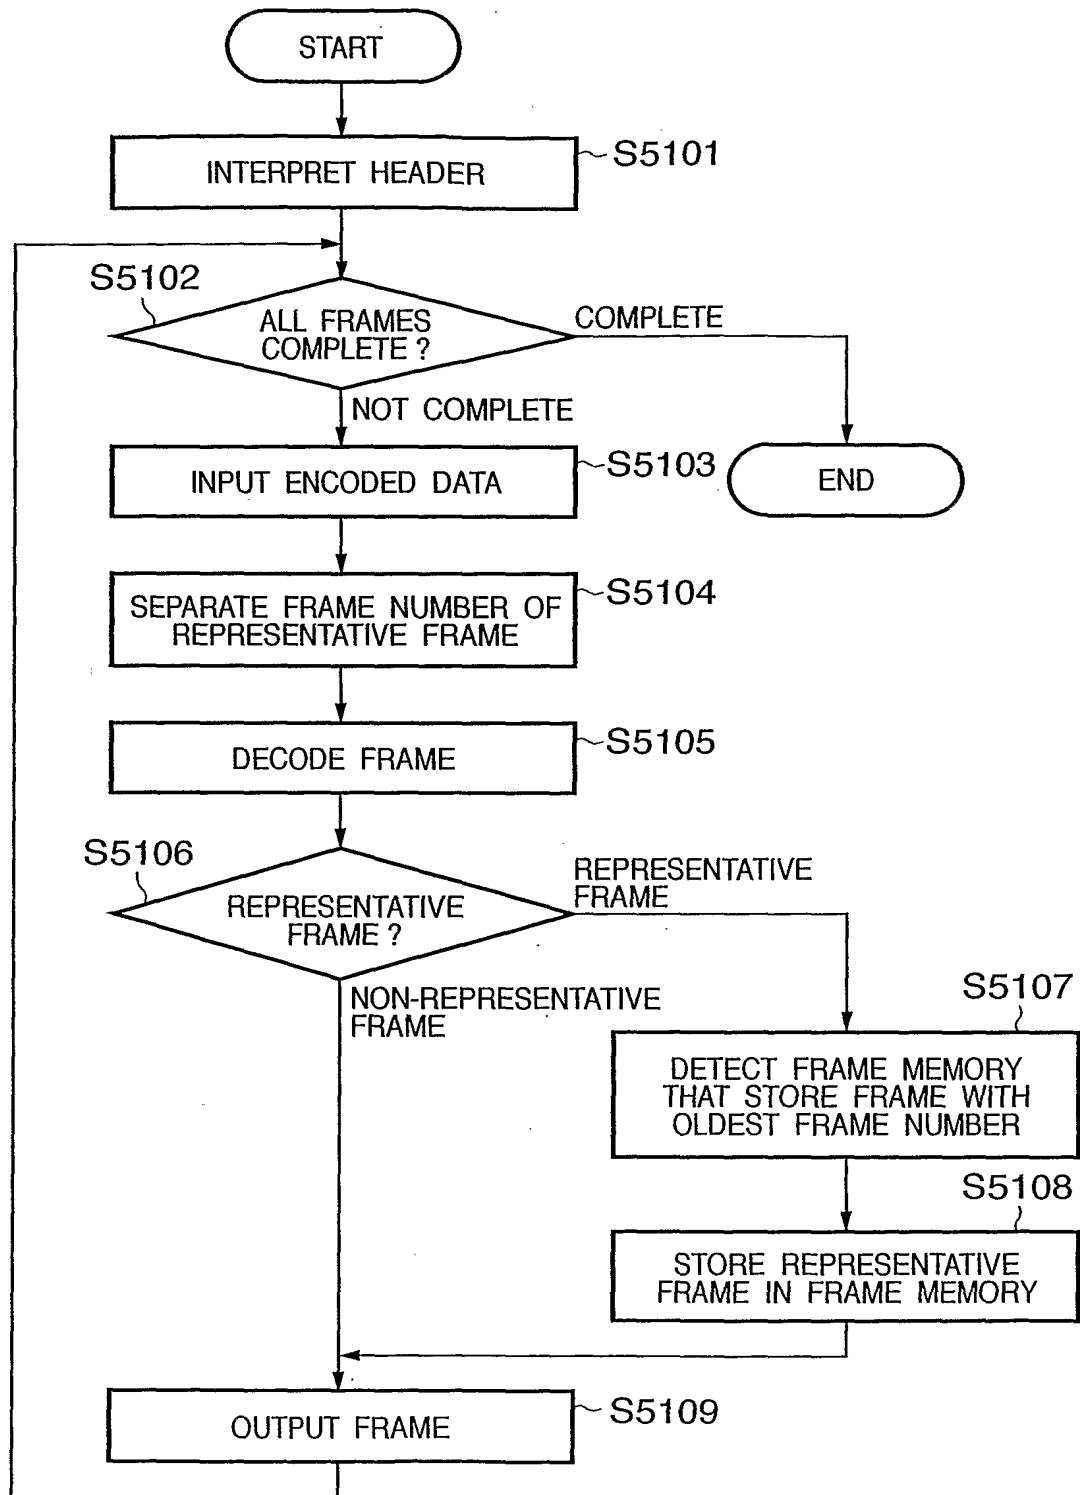 START
INTERPRET HEADER
S5101
S5102
ALL FRAMES
COMPLETE ?
COMPLETE
NOT COMPLETE
INPUT ENCODED DATA
S5103
END
SEPARATE FRAME NUMBER OF
REPRESENTATIVE FRAME
S5104
DECODE FRAME
S5105
S5106
REPRESENTATIVE
FRAME ?
REPRESENTATIVE
FRAME
NON-REPRESENTATIVE
FRAME
S5107
DETECT FRAME MEMORY
THAT STORE FRAME WITH
OLDEST FRAME NUMBER
S5108
STORE REPRESENTATIVE
FRAME IN FRAME MEMORY
OUTPUT FRAME
S5109